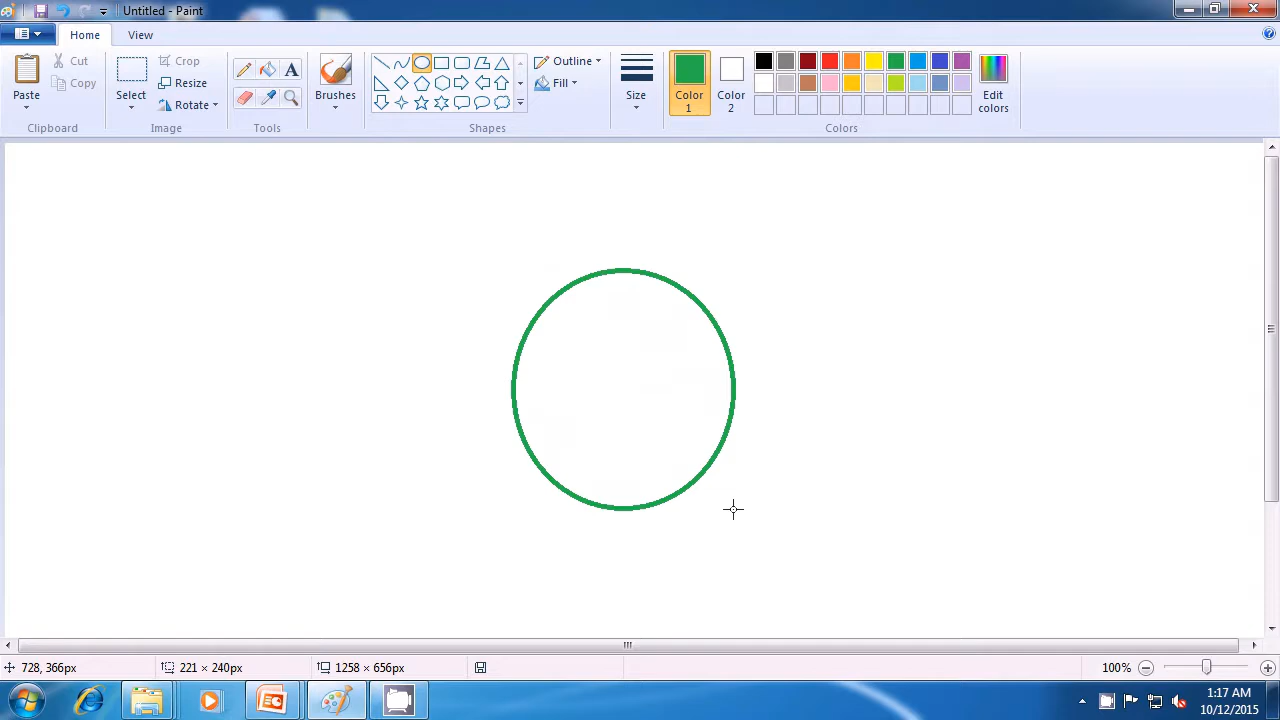 Untitled - Paint
Home View
Paste
Cut
Copy
Clipboard
Select
Crop
Resize
Rotate
Image
A
Tools
Brushes
Shapes
Outline
Fill
Size
Color 1
Color 2
Edit colors
Colors
728, 366px 221 × 240px 1258 × 656px 100%
1:17 AM
10/12/2015